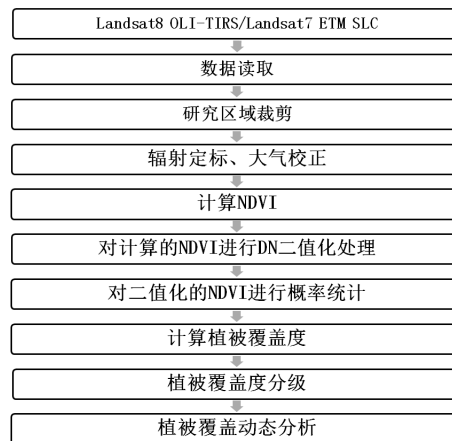 Landsat8 OLI-TIRS/Landsat7 ETM SLC
数据读取
研究区域裁剪
辐射定标、大气校正
计算NDVI
对计算的NDVI进行DN二值化处理
对二值化的NDVI进行概率统计
计算植被覆盖度
植被覆盖度分级
植被覆盖动态分析